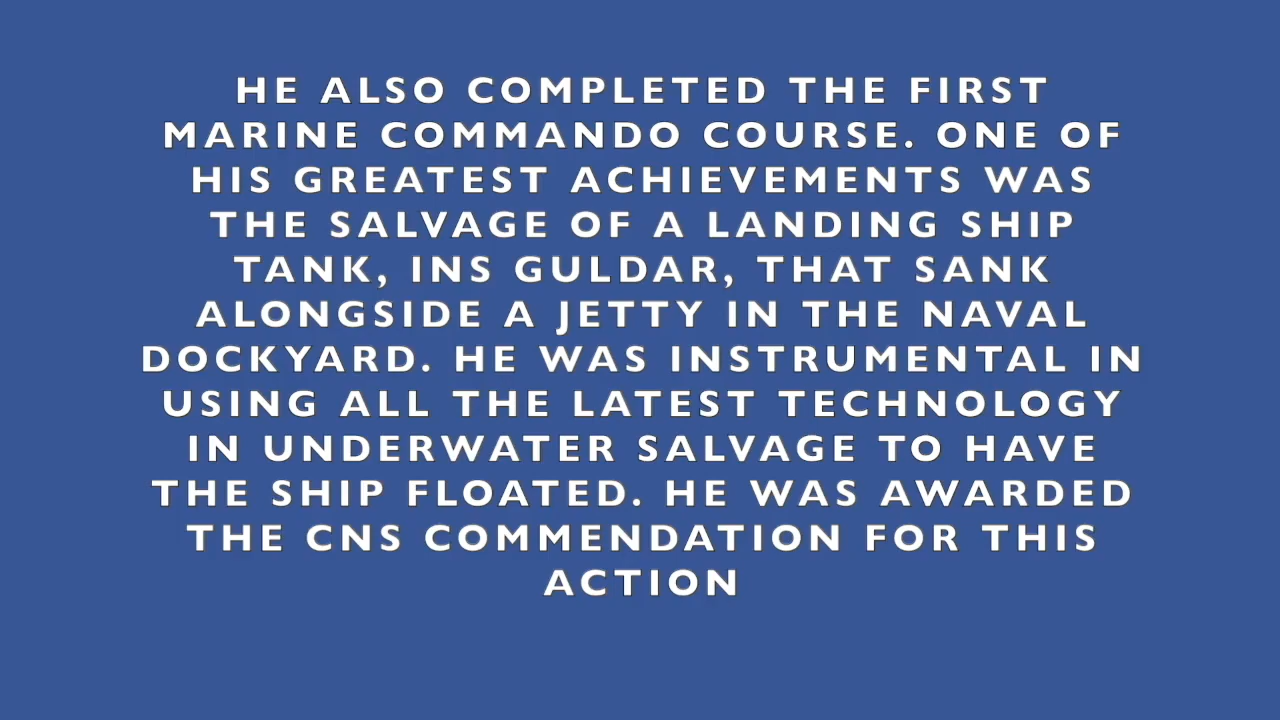 HE ALSO COMPLETED THE FIRST
MARINE COMMANDO COURSE. ONE OF
HIS GREATEST ACHIEVEMENTS WAS
THE SALVAGE OF A LANDING SHIP
TANK, INS GULDAR, THAT SANK
ALONGSIDE A JETTY IN THE NAVAL
DOCKYARD. HE WAS INSTRUMENTAL IN
USING ALL THE LATEST TECHNOLOGY
IN UNDERWATER SALVAGE TO HAVE
THE SHIP FLOATED. HE WAS AWARDED
THE CNS COMMENDATION FOR THIS
ACTION